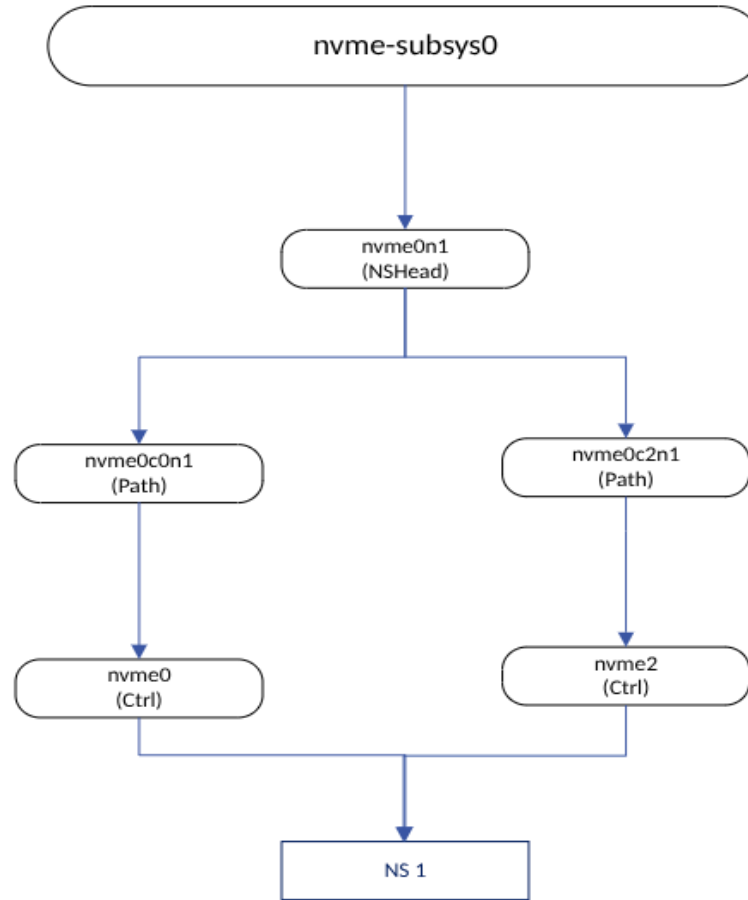 nvme-subsys0
nvme0n1
(NSHead)
nvme0c0n1
(Path)
nvme0c2n1
(Path)
nvme0
(Ctrl)
nvme2
(Ctrl)
NS 1